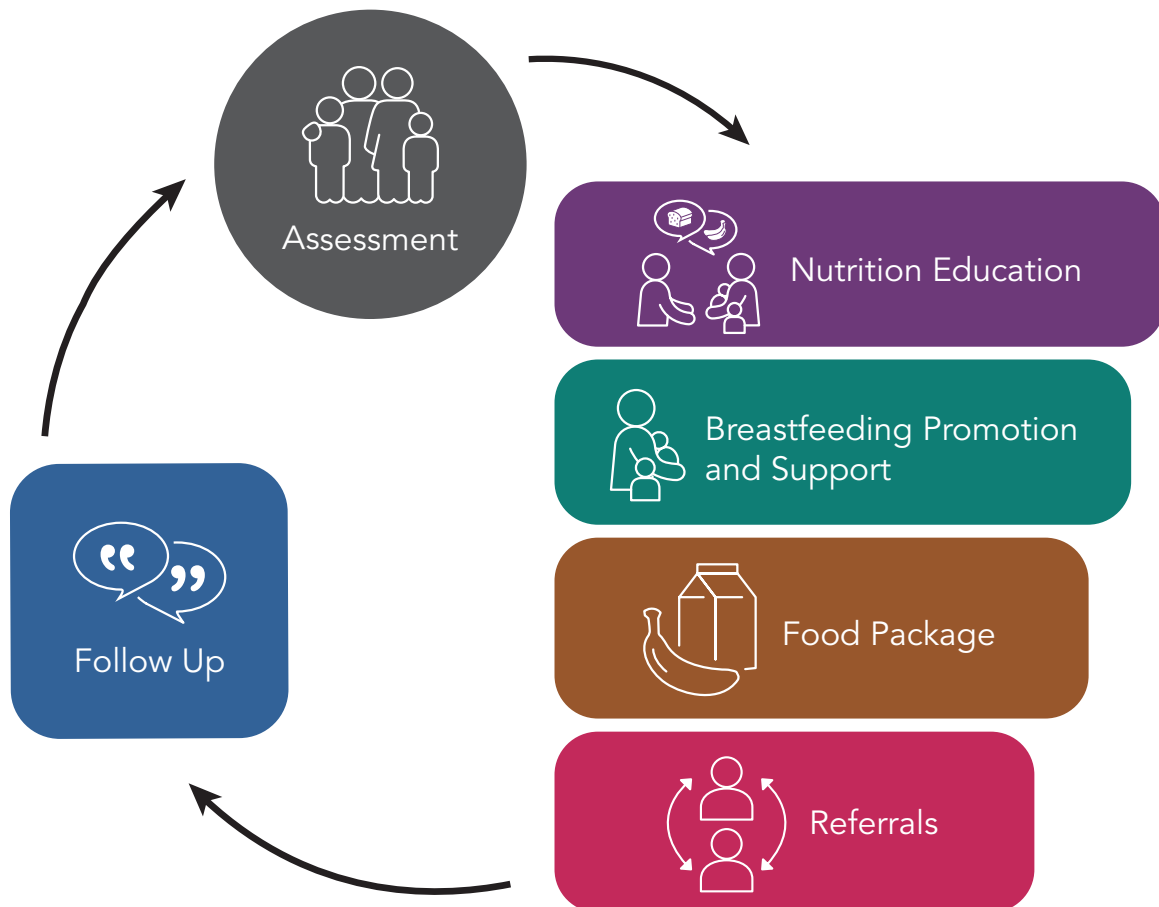 Assessment
Nutrition Education
Breastfeeding Promotion
and Support
Food Package
Referrals
Follow Up